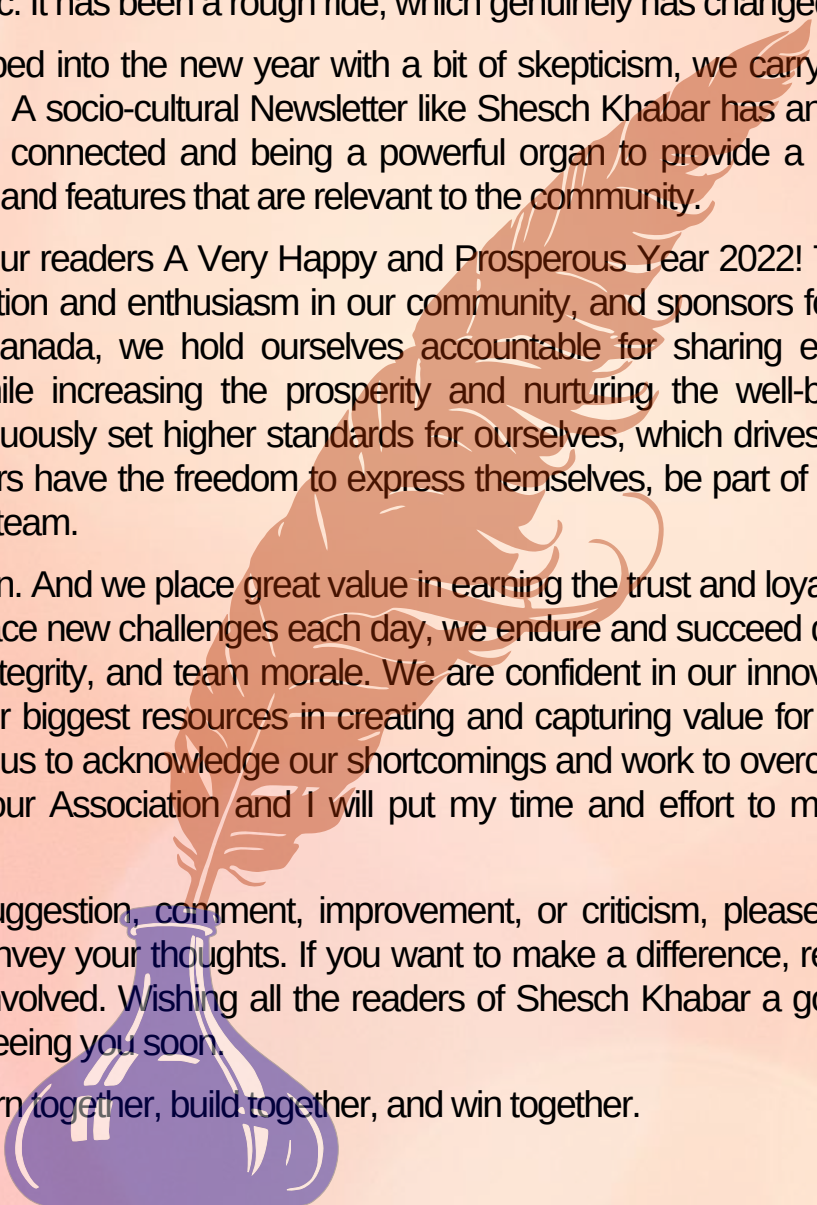 c. It has been a rough ride, which genuinely has changed
ped into the new year with a bit of skepticism, we carry
A socio-cultural Newsletter like Shesch Khabar has an
connected and being a powerful organ to provide a
and features that are relevant to the community.
ur readers A Very Happy and Prosperous Year 2022!
tion and enthusiasm in our community, and sponsors fo
anada, we hold ourselves accountable for sharing e
ile increasing the prosperity and nurturing the well-b
uously set higher standards for ourselves, which drives
rs have the freedom to express themselves, be part of
team.
n. And we place great value in earning the trust and loya
ace new challenges each day, we endure and succeed
tegrity, and team morale. We are confident in our innov
r biggest resources in creating and capturing value for
us to acknowledge our shortcomings and work to overc
our Association and I will put my time and effort to m
uggestion, comment, improvement, or criticism, please
nvey your thoughts. If you want to make a difference, re
nvolved. Wishing all the readers of Shesch Khabar a go
eeing you soon.
rn together, build together, and win together.